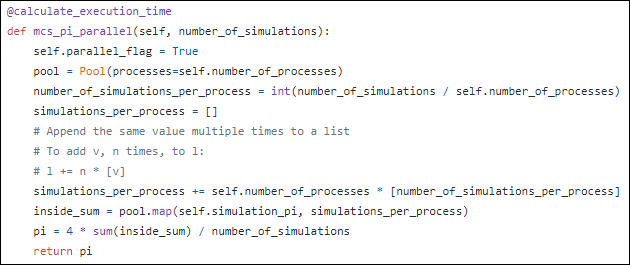 @calculate_execution_time
def mcs_pi_parallel(self, number_of_simulations):
    self.parallel_flag = True
    pool = Pool(processes=self.number_of_processes)
    number_of_simulations_per_process = int(number_of_simulations / self.number_of_processes)
    simulations_per_process = []
    # Append the same value multiple times to a list
    # To add v, n times, to l:
    # l += n * [v]
    simulations_per_process += self.number_of_processes * [number_of_simulations_per_process]
    inside_sum = pool.map(self.simulation_pi, simulations_per_process)
    pi = 4 * sum(inside_sum) / number_of_simulations
    return pi